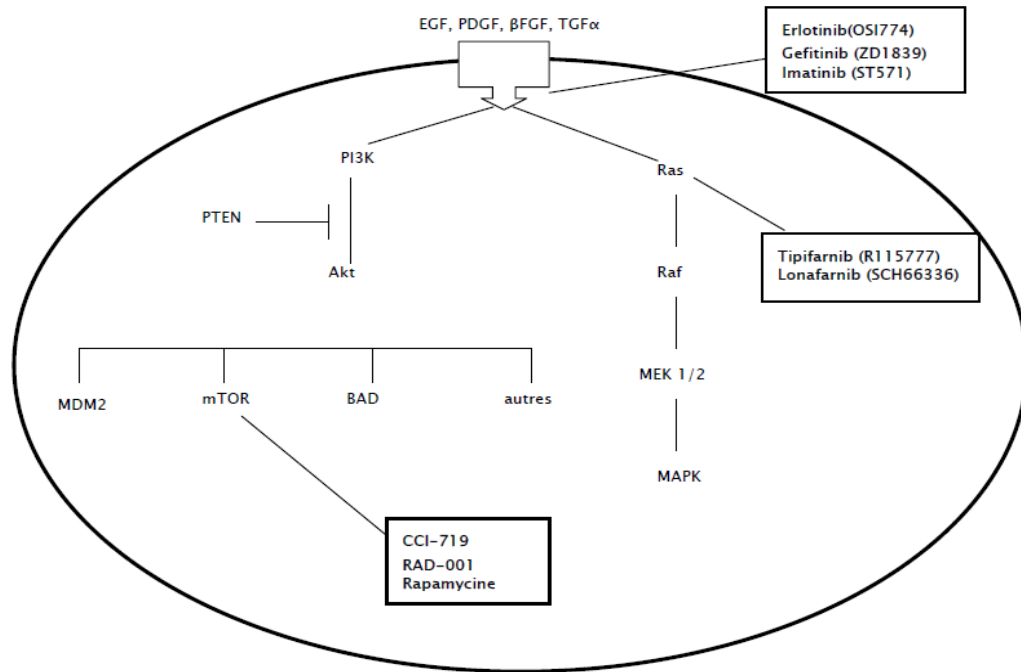 EGF, PDGF, βFGF, TGFα
Erlotinib(OSI774)
Gefitinib (ZD1839)
Imatinib (ST571)
PI3K
Ras
PTEN
Akt
Raf
Tipifarnib (R115777)
Lonafarnib (SCH66336)
MDM2
mTOR
BAD
autres
MEK 1/2
MAPK
CCI-719
RAD-001
Rapamycine